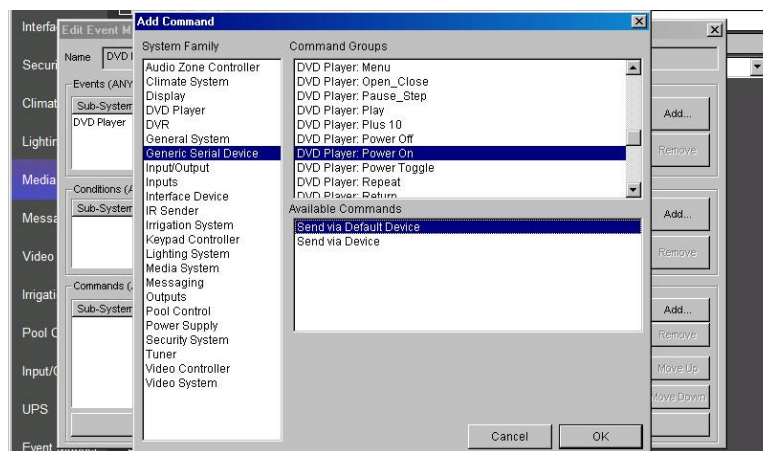 Add Command
Interfa
Edit Event M
Name DVD
Securi
Events (ANY
Sub-System
DVD Player
Climat
Lightin
Media
Conditions (A
Sub-System
Messa
Video
Commands (
Sub-System
Irrigati
Pool C
Input/O
UPS
Event
System Family
Audio Zone Controller
Climate System
Display
DVD Player
DVR
General System
Generic Serial Device
Input/Output
Inputs
Interface Device
IR Sender
Irrigation System
Keypad Controller
Lighting System
Media System
Messaging
Outputs
Pool Control
Power Supply
Security System
Tuner
Video Controller
Video System
Command Groups
DVD Player: Menu
DVD Player: Open_Close
DVD Player: Pause_Step
DVD Player: Play
DVD Player: Plus 10
DVD Player: Power Off
DVD Player: Power On
DVD Player: Power Toggle
DVD Player: Repeat
DVD Player: Return
Available Commands
Send via Default Device
Send via Device
Cancel OK
Add...
Remove
Add...
Remove
Add...
Remove
Move Up
Move Down